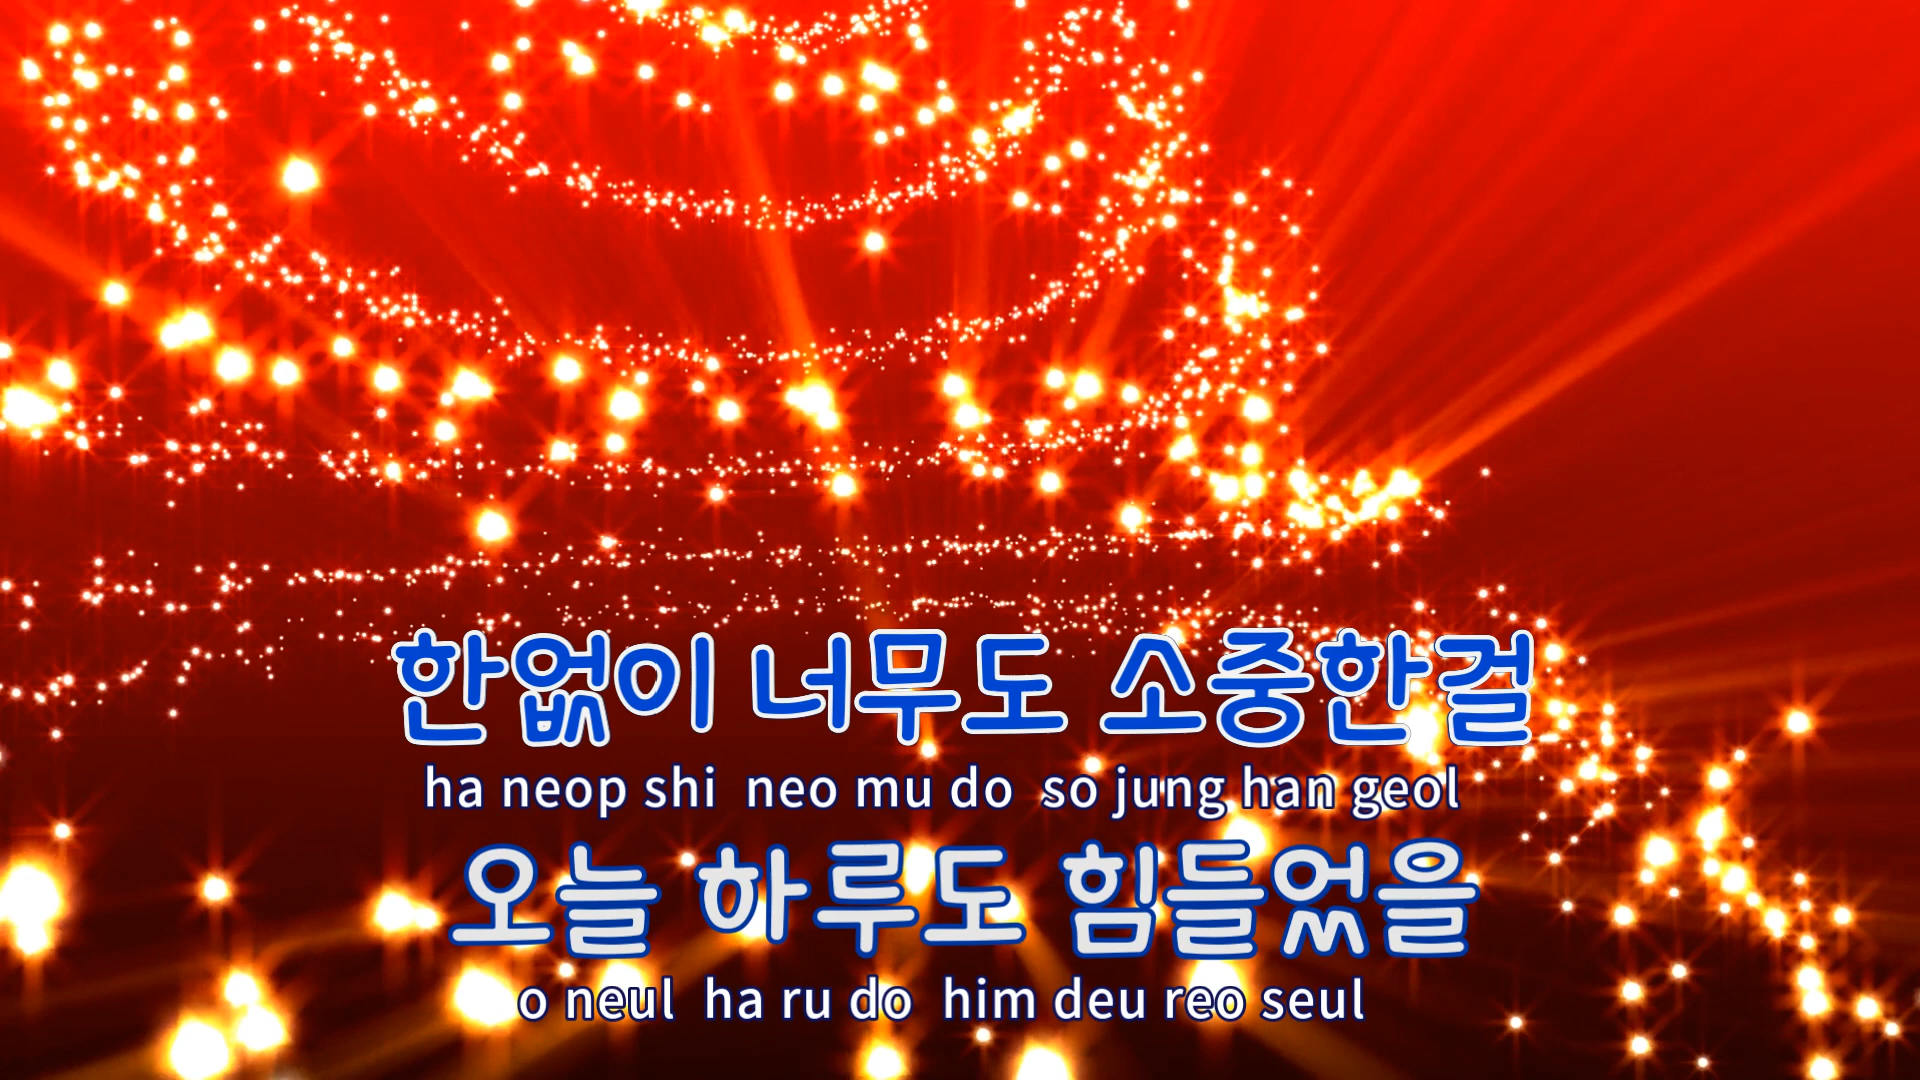 한없이 너무도 소중한걸
ha neop shi neo mu do so jung han geol
오늘 하루도 힘들었을
o neul ha ru do him deu reo seul